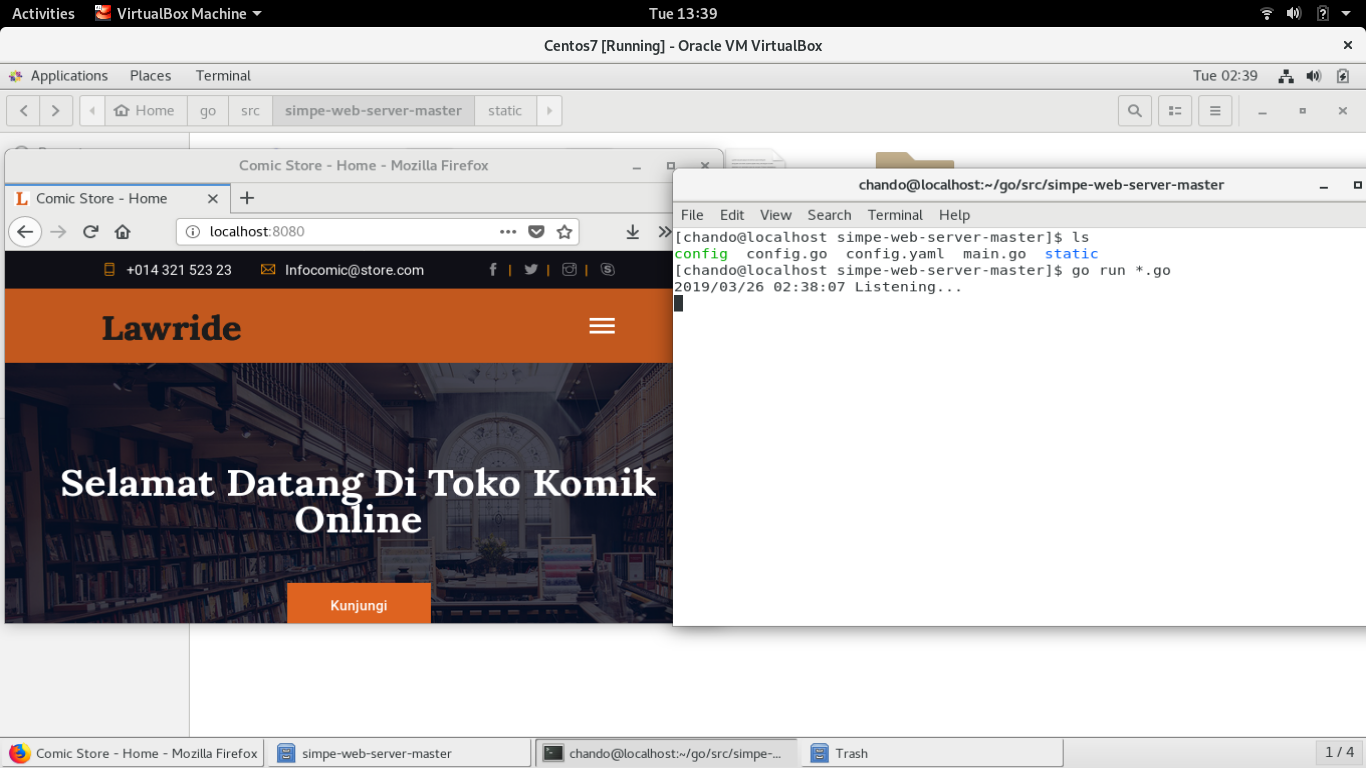 Activities VirtualBox Machine Tue 13:39
Centos7 [Running] - Oracle VM VirtualBox
Applications Places Terminal Tue 02:39
Home go src simpe-web-server-master static
Comic Store - Home - Mozilla Firefox
Comic Store - Home
localhost:8080
+014 321 523 23 Infocomic@store.com
Lawride
Selamat Datang Di Toko Komik
Online
Kunjungi
chando@localhost:~/go/src/simpe-web-server-master
File Edit View Search Terminal Help
[chando@localhost simpe-web-server-master]$ ls
config config.go config.yaml main.go static
[chando@localhost simpe-web-server-master]$ go run *.go
2019/03/26 02:38:07 Listening...
Comic Store - Home - Mozilla Firefox simpe-web-server-master chando@localhost:~/go/src/simpe-... Trash 1 / 4